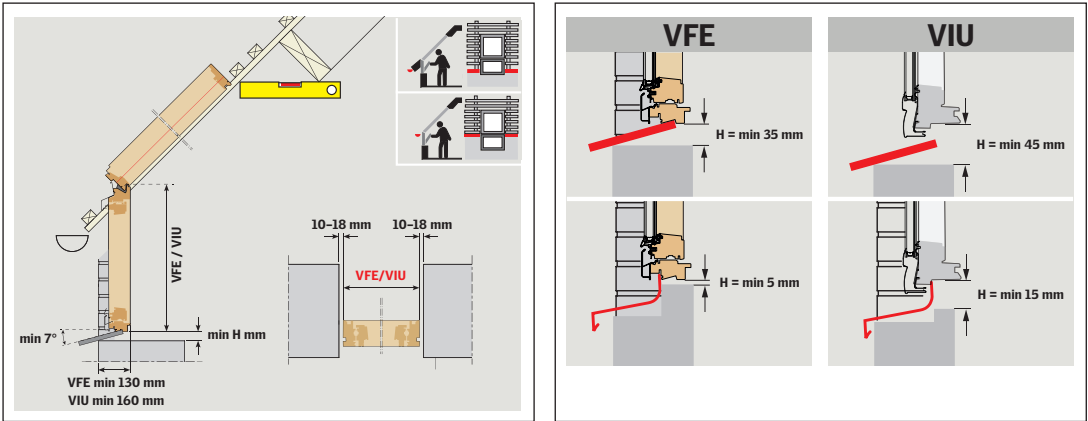 VFE / VIU
10–18 mm
10–18 mm
VFE/VIU
min 7°
min H mm
VFE min 130 mm
VIU min 160 mm
VFE
VIU
H = min 35 mm
H = min 45 mm
H = min 5 mm
H = min 15 mm